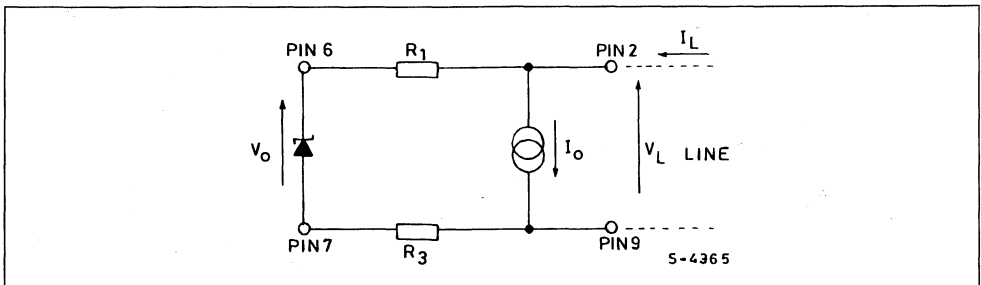 PIN 6
R1
PIN 2
IL
Vo
Io
VL LINE
PIN 7
R3
PIN 9
S-4365